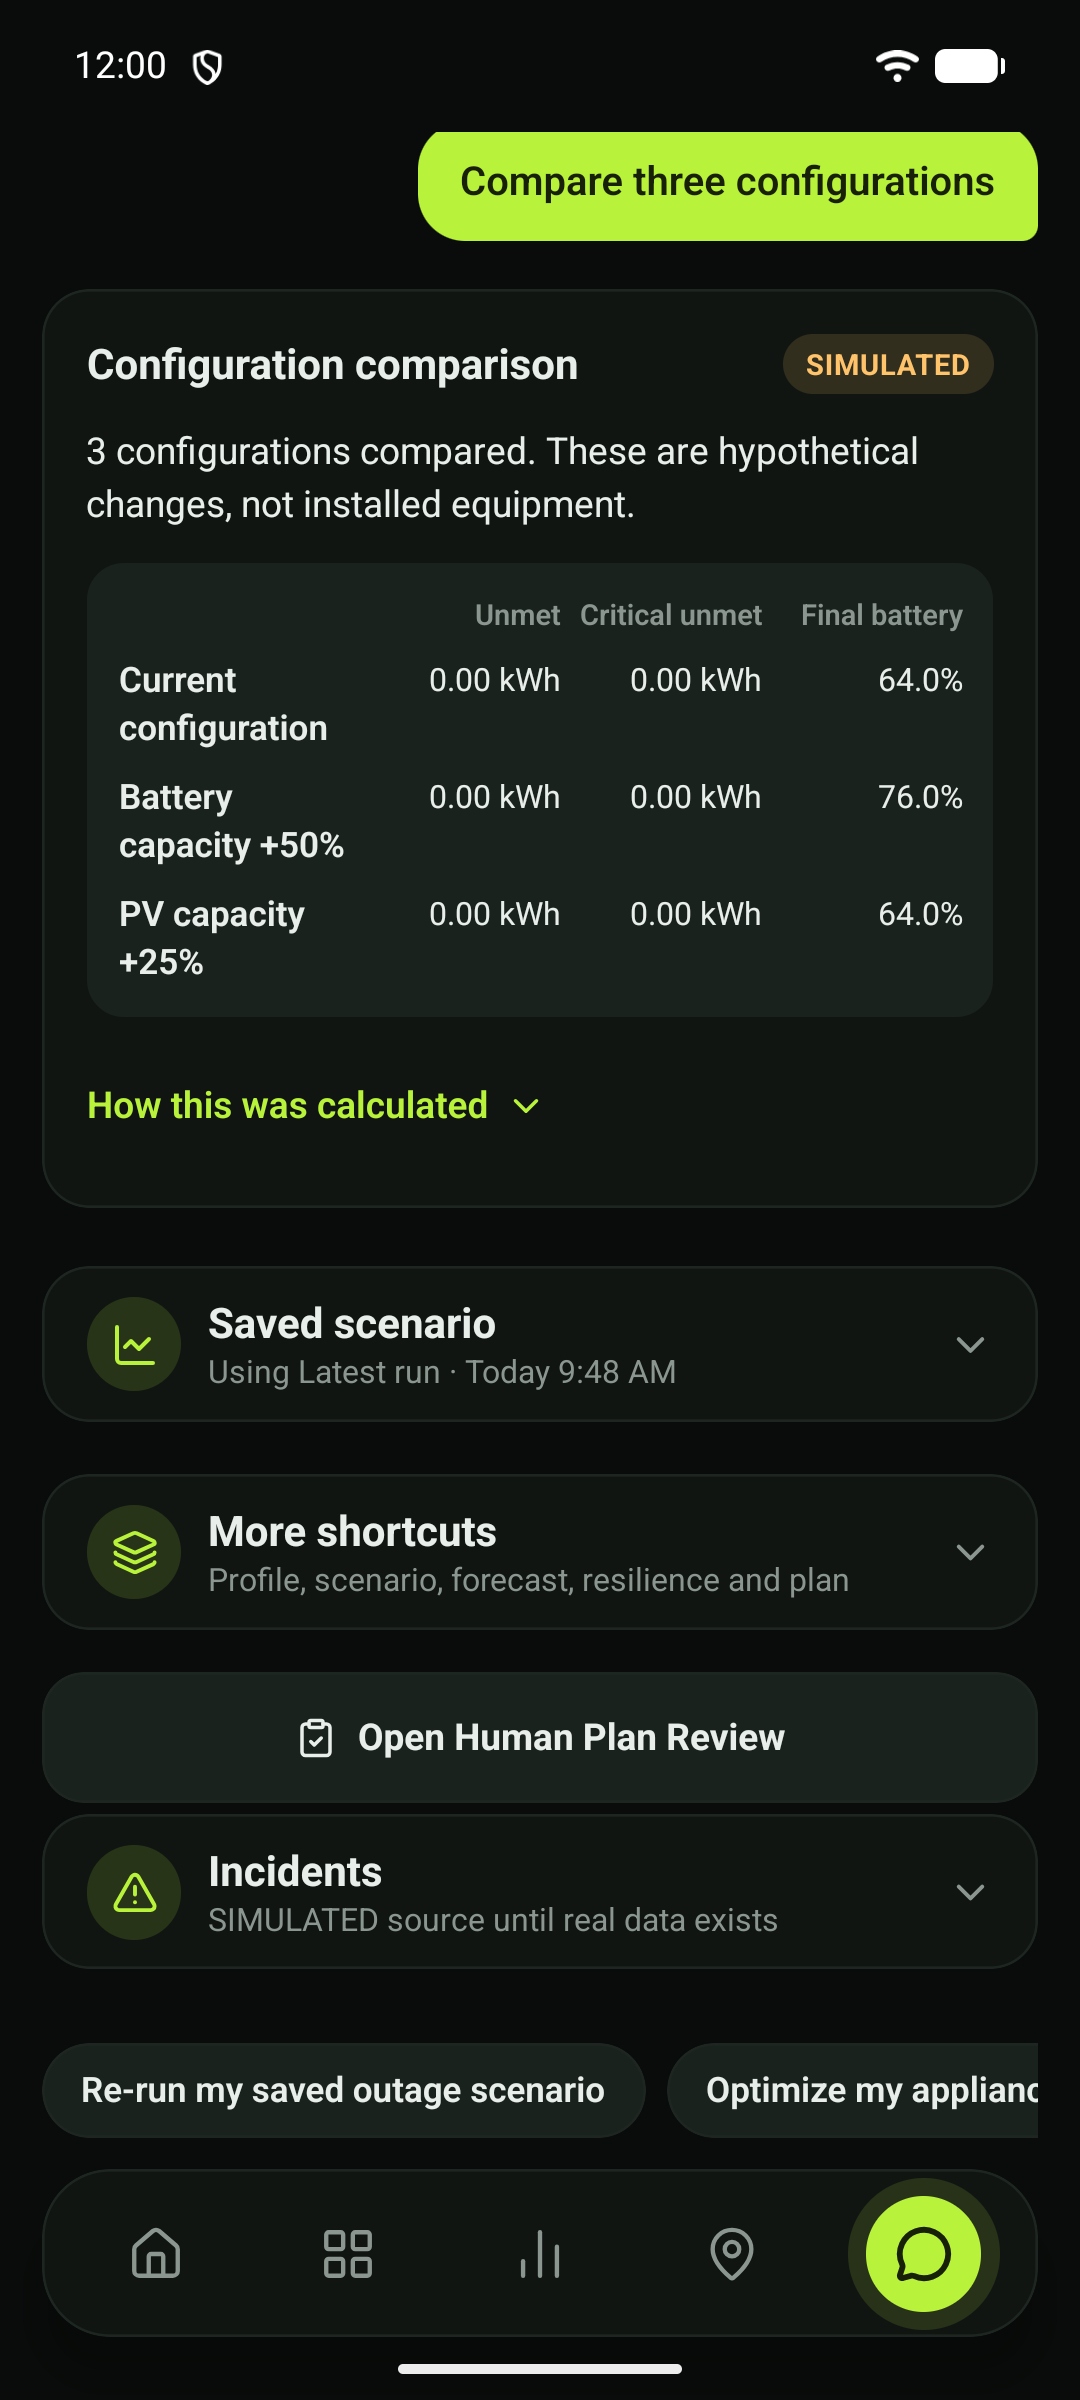 12:00
Compare three configurations
Configuration comparison
SIMULATED
3 configurations compared. These are hypothetical
changes, not installed equipment.
Unmet Critical unmet Final battery
Current 0.00 kWh 0.00 kWh 64.0%
configuration
Battery 0.00 kWh 0.00 kWh 76.0%
capacity +50%
PV capacity 0.00 kWh 0.00 kWh 64.0%
+25%
How this was calculated
Saved scenario
Using Latest run · Today 9:48 AM
More shortcuts
Profile, scenario, forecast, resilience and plan
Open Human Plan Review
Incidents
SIMULATED source until real data exists
Re-run my saved outage scenario
Optimize my